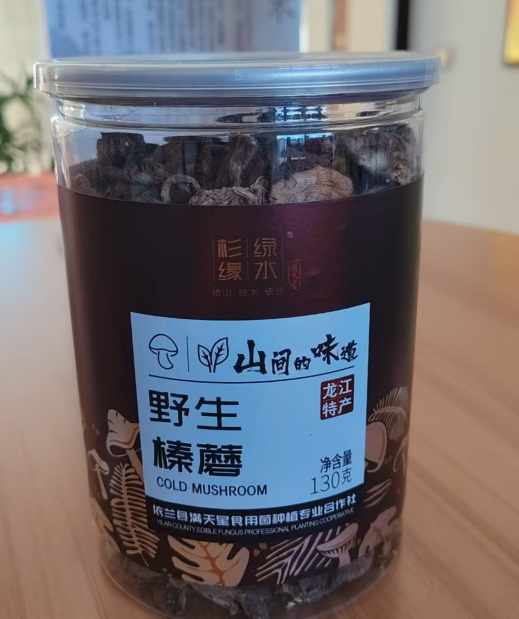 杉 绿
缘 水
®
依山 依水 依兰
山间的味道
野生
榛蘑
龙江
特产
COLD MUSHROOM
净含量
130克
依兰县满天星食用菌种植专业合作社
YILAN COUNTY EDIBLE FUNGUS PROFESSIONAL PLANTING COOPERATIVE